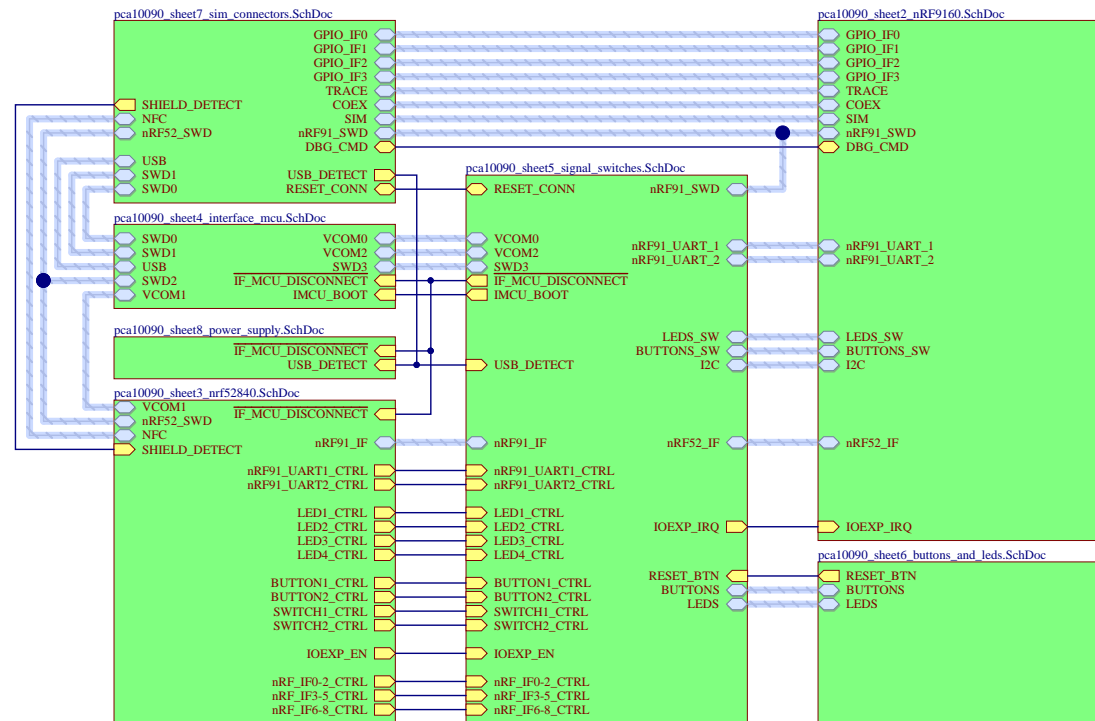 pca10090_sheet7_sim_connectors.SchDoc
GPIO_IF0
GPIO_IF1
GPIO_IF2
GPIO_IF3
TRACE
SHIELD_DETECT COEX
NFC SIM
nRF52_SWD nRF91_SWD
DBG_CMD
USB
SWD1 USB_DETECT
SWD0 RESET_CONN
pca10090_sheet2_nRF9160.SchDoc
GPIO_IF0
GPIO_IF1
GPIO_IF2
GPIO_IF3
TRACE
COEX
SIM
nRF91_SWD
DBG_CMD
nRF91_UART_1
nRF91_UART_2
LEDS_SW
BUTTONS_SW
I2C
nRF52_IF
IOEXP_IRQ
pca10090_sheet4_interface_mcu.SchDoc
SWD0 VCOM0
SWD1 VCOM2
USB SWD3
SWD2 IF_MCU_DISCONNECT
VCOM1 IMCU_BOOT
pca10090_sheet8_power_supply.SchDoc
IF_MCU_DISCONNECT
USB_DETECT
pca10090_sheet3_nrf52840.SchDoc
VCOM1 IF_MCU_DISCONNECT
nRF52_SWD
NFC
SHIELD_DETECT nRF91_IF
nRF91_UART1_CTRL
nRF91_UART2_CTRL
LED1_CTRL
LED2_CTRL
LED3_CTRL
LED4_CTRL
BUTTON1_CTRL
BUTTON2_CTRL
SWITCH1_CTRL
SWITCH2_CTRL
IOEXP_EN
nRF_IF0-2_CTRL
nRF_IF3-5_CTRL
nRF_IF6-8_CTRL
pca10090_sheet5_signal_switches.SchDoc
RESET_CONN nRF91_SWD
VCOM0 nRF91_UART_1
VCOM2 nRF91_UART_2
SWD3
IF_MCU_DISCONNECT
IMCU_BOOT
LEDS_SW
BUTTONS_SW
USB_DETECT I2C
nRF91_IF nRF52_IF
nRF91_UART1_CTRL
nRF91_UART2_CTRL
LED1_CTRL
LED2_CTRL IOEXP_IRQ
LED3_CTRL
LED4_CTRL
RESET_BTN
BUTTON1_CTRL BUTTONS
BUTTON2_CTRL LEDS
SWITCH1_CTRL
SWITCH2_CTRL
IOEXP_EN
nRF_IF0-2_CTRL
nRF_IF3-5_CTRL
nRF_IF6-8_CTRL
pca10090_sheet6_buttons_and_leds.SchDoc
RESET_BTN
BUTTONS
LEDS